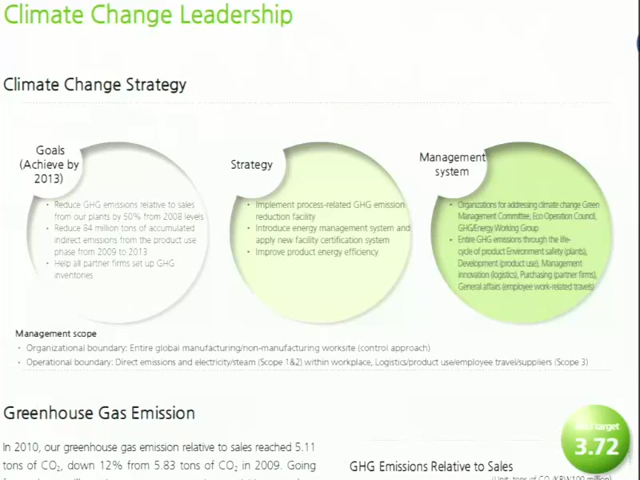 Climate Change Leadership
Climate Change Strategy
Goals
(Achieve by
2013)
• Reduce GHG emissions relative to sales
from our plants by 50% from 2008 levels
• Reduce 84 million tons of accumulated
indirect emissions from the product use
phase from 2009 to 2013
• Help all partner firms set up GHG
inventories
Strategy
• Implement process-related GHG emission
reduction facility
• Introduce energy management system and
apply new facility certification system
• Improve product energy efficiency
Management
system
• Organizations for addressing climate change Green
Management Committee, Eco Operation Council,
GHG/Energy Working Group
• Entire GHG emissions through the life-
cycle of product Environment safety (plants),
Development (product use), Management
innovation (logistics), Purchasing (partner firms),
General affairs (employee work-related travels)
Management scope
• Organizational boundary: Entire global manufacturing/non-manufacturing worksite (control approach)
• Operational boundary: Direct emissions and electricity/steam (Scope 1&2) within workplace, Logistics/product use/employee travel/suppliers (Scope 3)
Greenhouse Gas Emission
In 2010, our greenhouse gas emission relative to sales reached 5.11
tons of CO₂, down 12% from 5.83 tons of CO₂ in 2009. Going
GHG Emissions Relative to Sales
(Unit: tons of CO₂/KRW100 million)
target
3.72